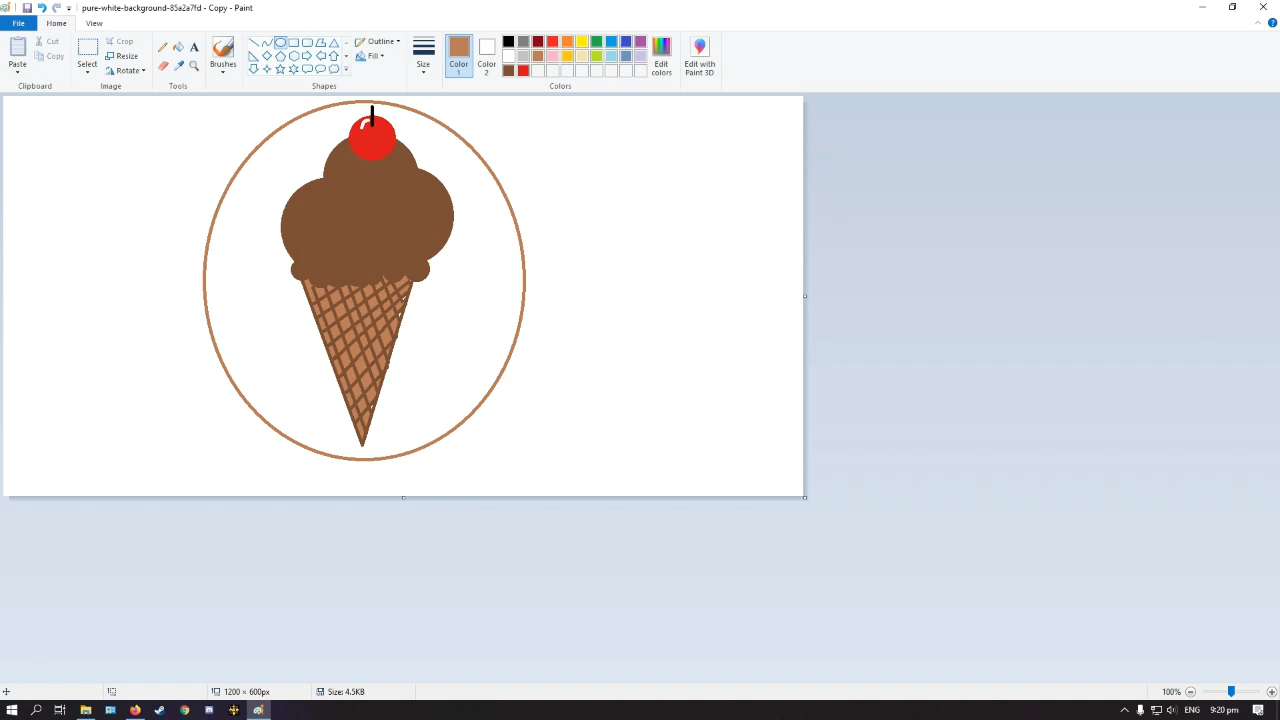 pure-white-background-85a2a7fd - Copy - Paint
File Home View
Paste
Cut
Copy
Clipboard
Select
Crop
Resize
Rotate
Image
A
Tools
Brushes
Outline
Fill
Shapes
Size
Color
1
Color
2
Edit
colors
Colors
Edit with
Paint 3D
1200 × 600px
Size: 4.5KB
100%
ENG
9:20 pm